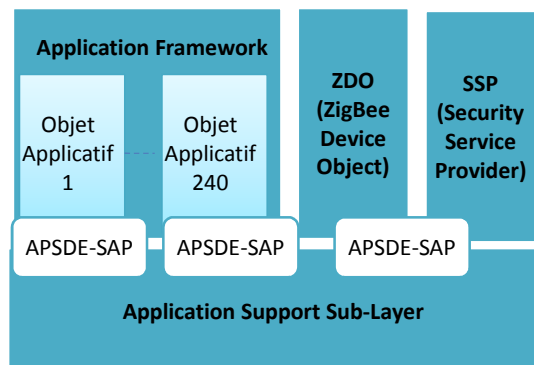 Application Framework
Objet
Applicatif
1
Objet
Applicatif
240
ZDO
(ZigBee
Device
Object)
SSP
(Security
Service
Provider)
APSDE-SAP
APSDE-SAP
APSDE-SAP
Application Support Sub-Layer